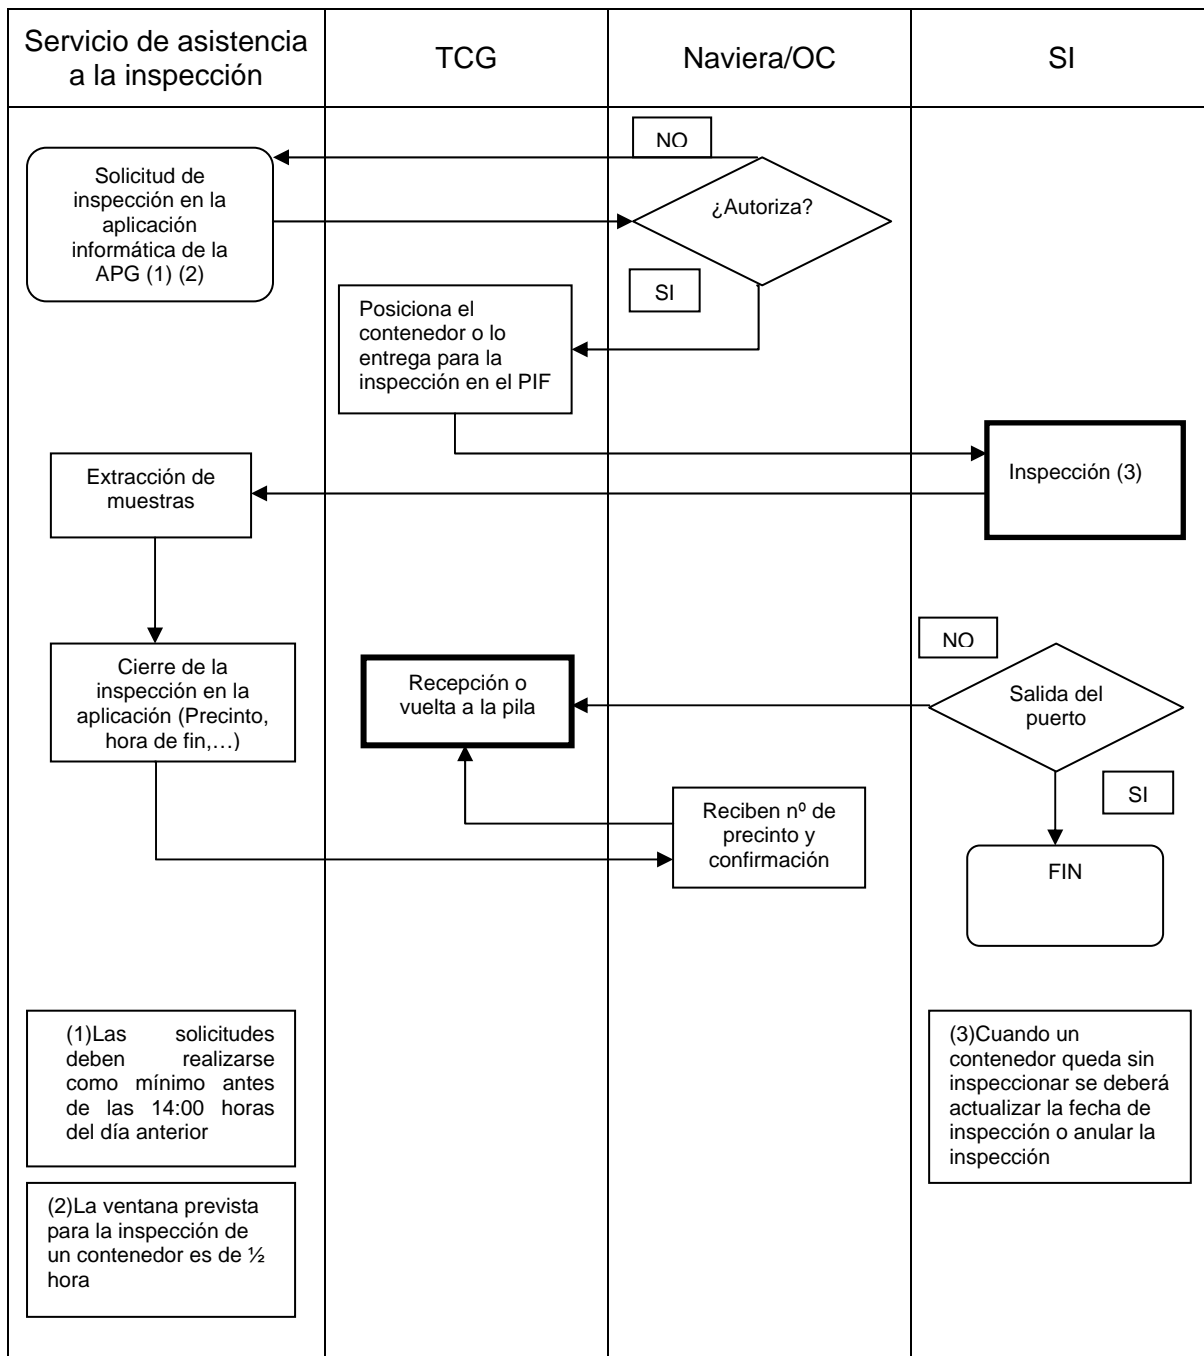 Servicio de asistencia
a la inspección
TCG
Naviera/OC
SI
NO
Solicitud de
inspección en la
aplicación
informática de la
APG (1) (2)
¿Autoriza?
SI
Posiciona el
contenedor o lo
entrega para la
inspección en el PIF
Inspección (3)
Extracción de
muestras
NO
Cierre de la
inspección en la
aplicación (Precinto,
hora de fin,…)
Recepción o
vuelta a la pila
Salida del
puerto
SI
Reciben nº de
precinto y
confirmación
FIN
(1)Las solicitudes
deben realizarse
como mínimo antes
de las 14:00 horas
del día anterior
(3)Cuando un
contenedor queda sin
inspeccionar se deberá
actualizar la fecha de
inspección o anular la
inspección
(2)La ventana prevista
para la inspección de
un contenedor es de ½
hora